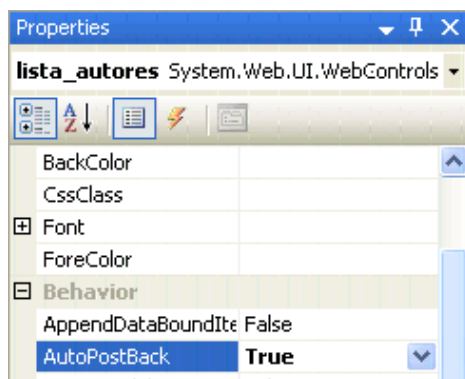 Properties
lista_autores System.Web.UI.WebControls
BackColor
CssClass
Font
ForeColor
Behavior
AppendDataBoundIte False
AutoPostBack True